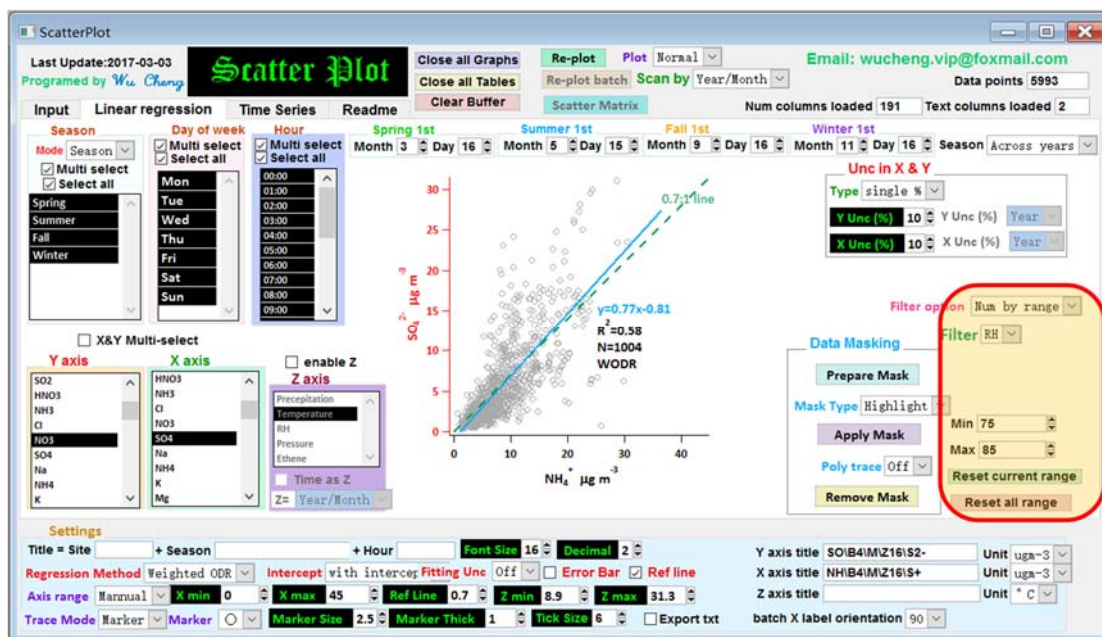 ScatterPlot
Last Update:2017-03-03
Programed by Wu Cheng
Scatter Plot
Close all Graphs
Close all Tables
Clear Buffer
Re-plot Plot Normal
Re-plot batch Scan by Year/Month
Scatter Matrix
Email: wucheng.vip@foxmail.com
Data points 5993
Num columns loaded 191 Text columns loaded 2
Input Linear regression Time Series Readme
Season
Mode Season
Multi select
Select all
Spring
Summer
Fall
Winter
Day of week
Multi select
Select all
Mon
Tue
Wed
Thu
Fri
Sat
Sun
Hour
Multi select
Select all
00:00
01:00
02:00
03:00
04:00
05:00
06:00
07:00
08:00
09:00
Spring 1st
Month 3 Day 16
Summer 1st
Month 5 Day 15
Fall 1st
Month 9 Day 16
Winter 1st
Month 11 Day 16
Season Across years
Unc in X & Y
Type single %
Y Unc (%) 10 Y Unc (%) Year
X Unc (%) 10 X Unc (%) Year
30
25
20
15
10
5
0
SO4 2- µg m-3
0.7:1 line
y=0.77x-0.81
R2=0.58
N=1004
WODR
0 10 20 30 40
NH4+ µg m-3
Filter option Num by range
Filter RH
Min 75
Max 85
Reset current range
Reset all range
Data Masking
Prepare Mask
Mask Type Highlight
Apply Mask
Poly trace Off
Remove Mask
X&Y Multi-select
Y axis
SO2
HNO3
NH3
Cl
NO3
SO4
Na
NH4
K
X axis
HNO3
NH3
Cl
NO3
SO4
Na
NH4
K
Mg
enable Z
Z axis
Precepitation
Temperature
RH
Pressure
Ethene
Time as Z
Z= Year/Month
Settings
Title = Site + Season + Hour Font Size 16 Decimal 2
Regression Method Weighted ODR Intercept with intercep Fitting Unc Off Error Bar Ref line
Axis range Mannual X min 0 X max 45 Ref Line 0.7 Z min 8.9 Z max 31.3
Trace Mode Marker Marker Marker Size 2.5 Marker Thick 1 Tick Size 6 Export txt
Y axis title SO\B4\M\Z16\S2- Unit ugm-3
X axis title NH\B4\M\Z16\S+ Unit ugm-3
Z axis title Unit °C
batch X label orientation 90